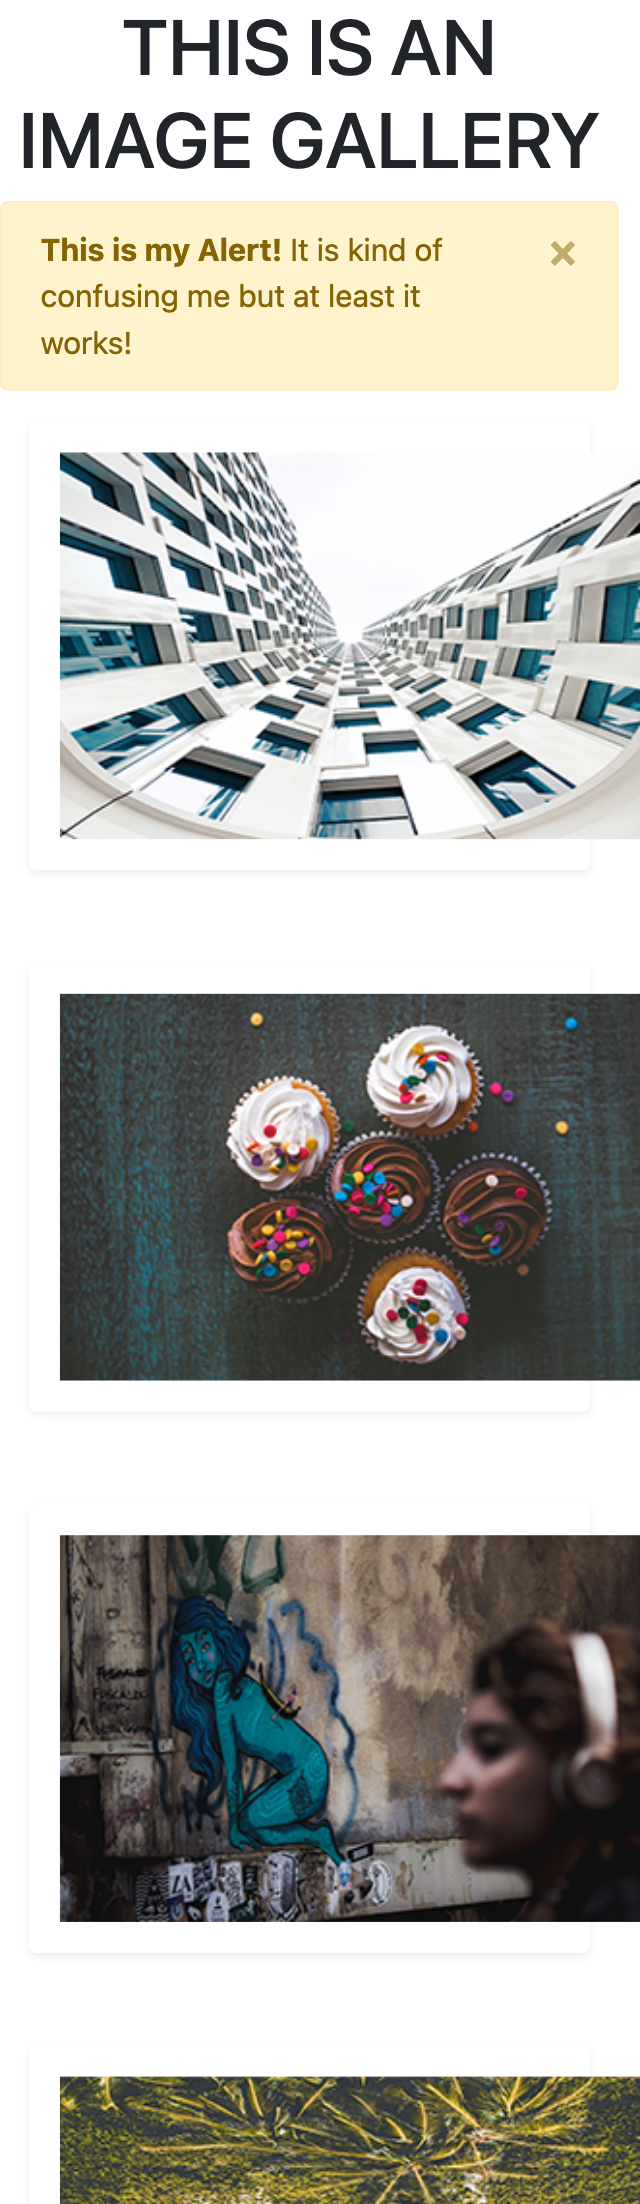 THIS IS AN
IMAGE GALLERY
This is my Alert! It is kind of ×
confusing me but at least it
works!